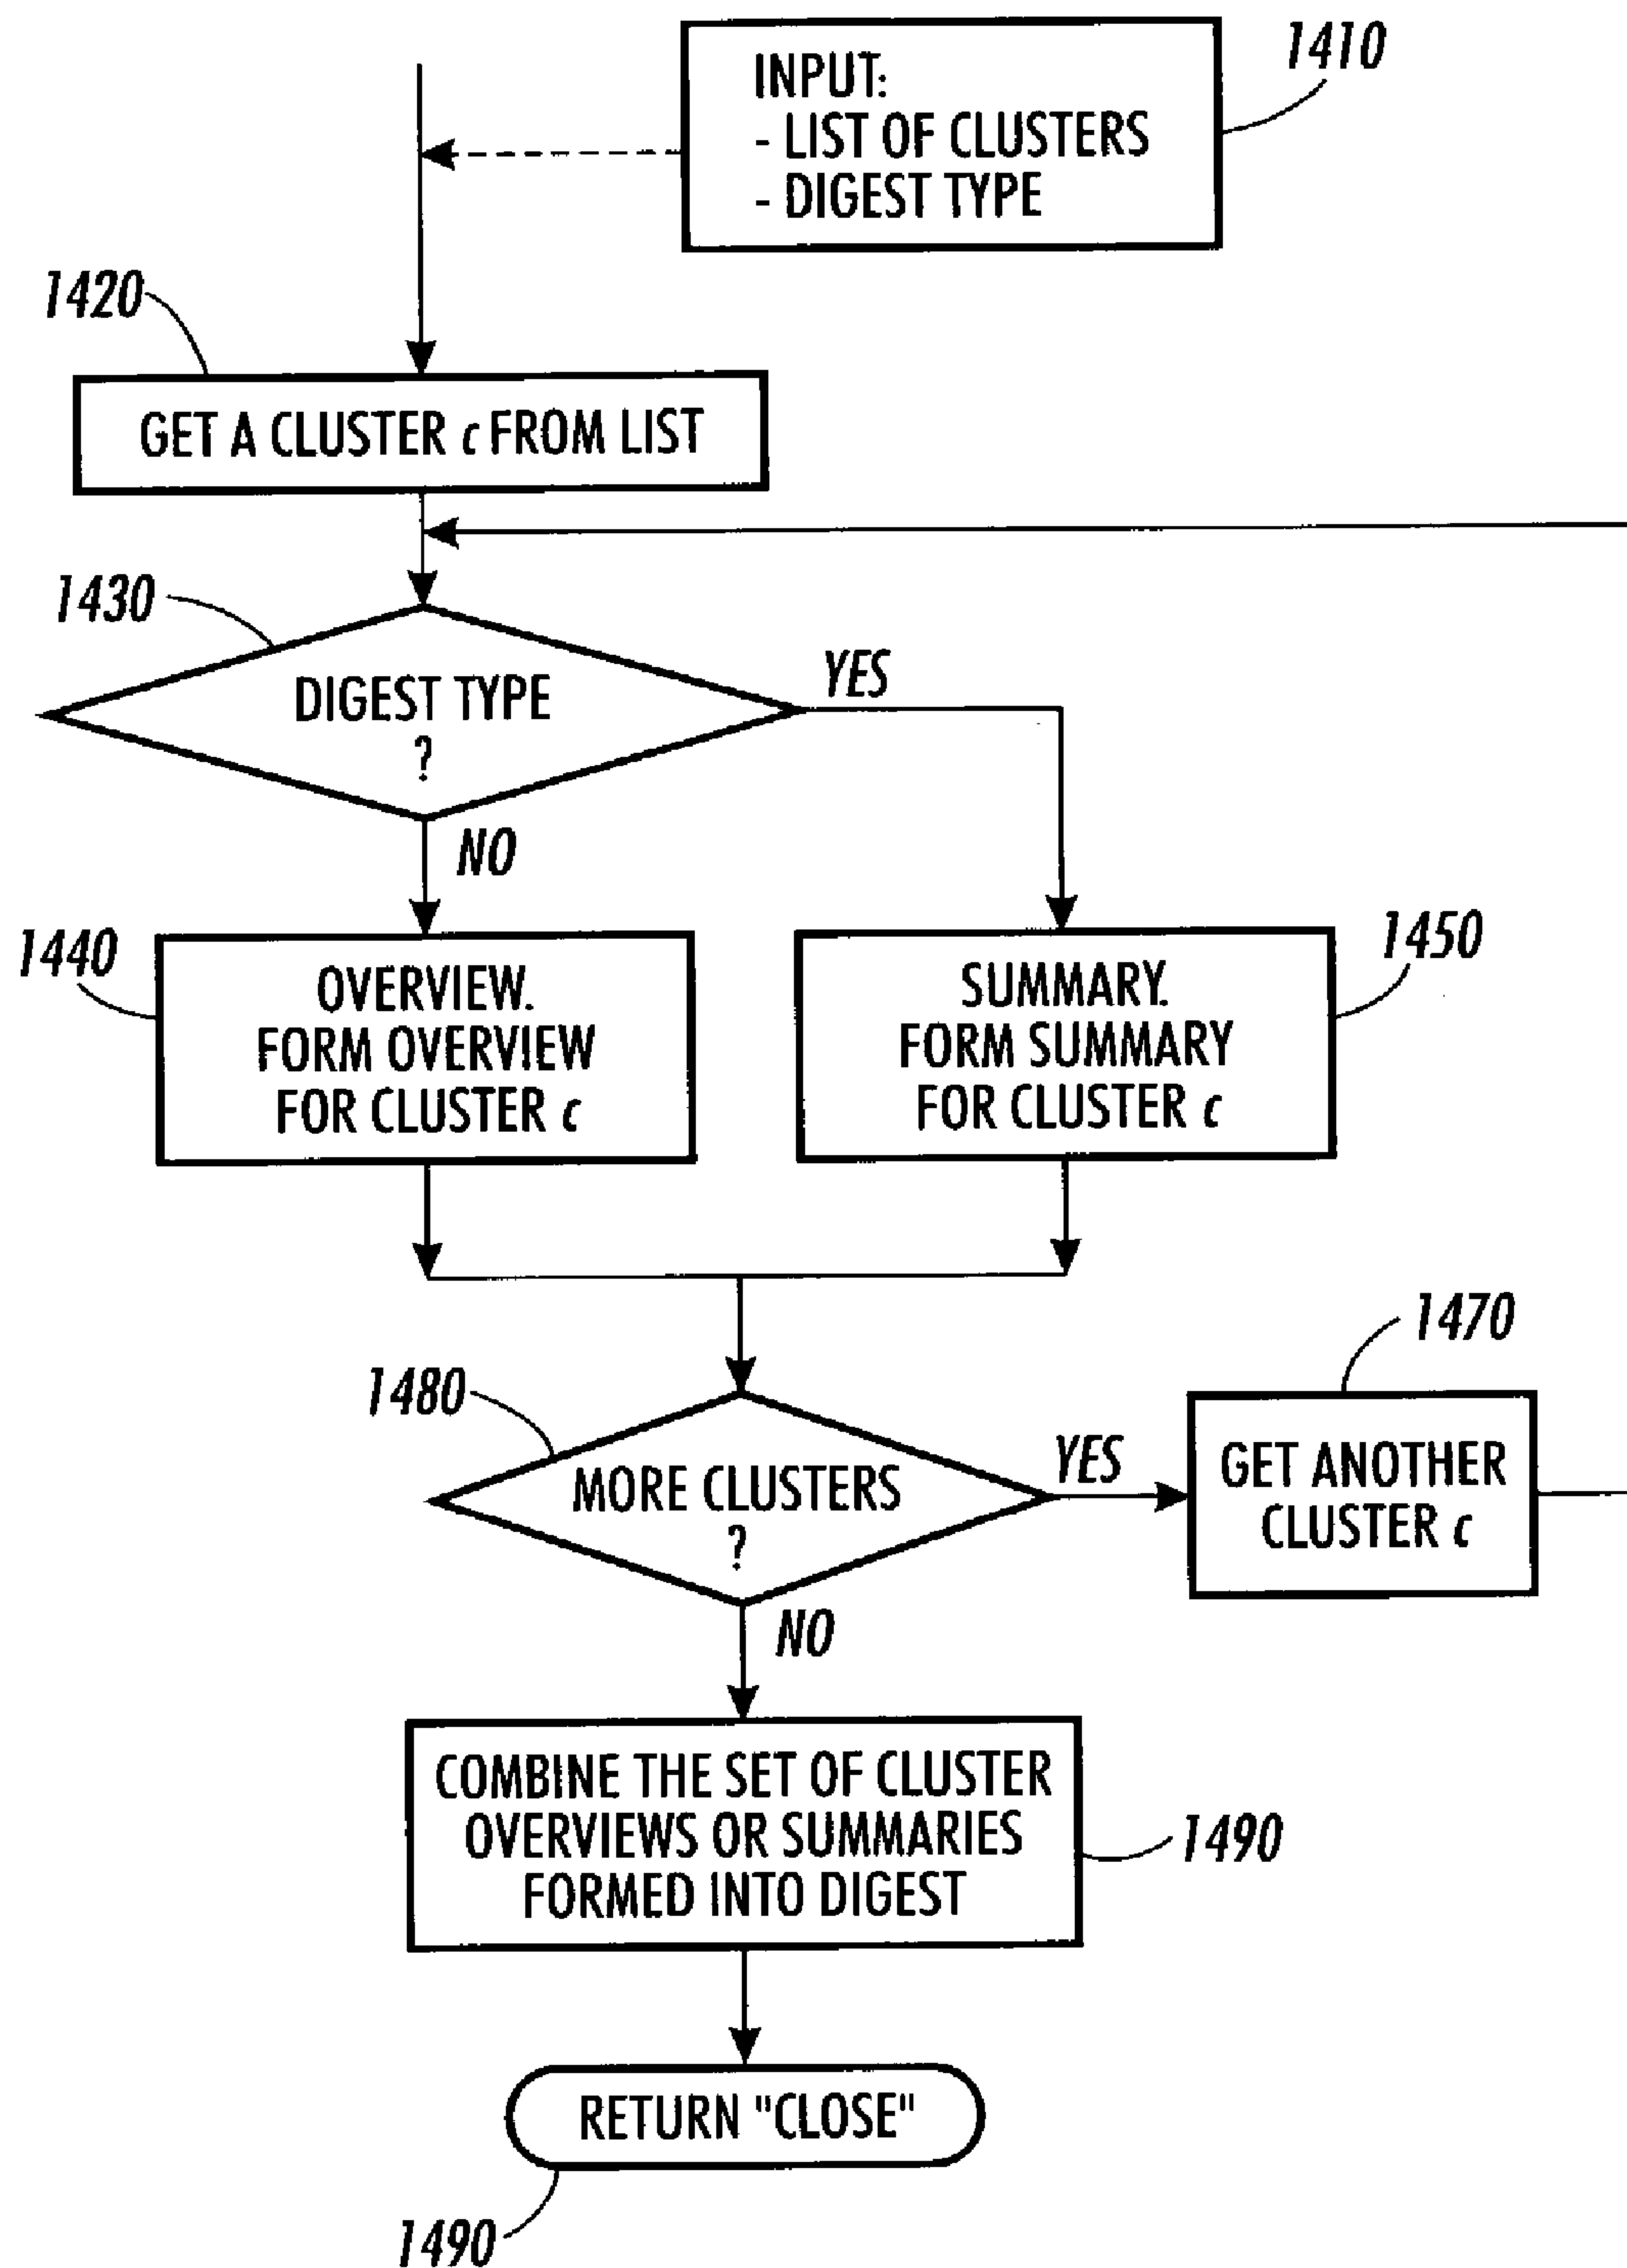 1410
INPUT:
- LIST OF CLUSTERS
- DIGEST TYPE
1420
GET A CLUSTER c FROM LIST
1430
DIGEST TYPE
?
YES
NO
1440
OVERVIEW.
FORM OVERVIEW
FOR CLUSTER c
1450
SUMMARY.
FORM SUMMARY
FOR CLUSTER c
1470
1480
MORE CLUSTERS
?
YES
GET ANOTHER
CLUSTER c
NO
COMBINE THE SET OF CLUSTER
OVERVIEWS OR SUMMARIES
FORMED INTO DIGEST
1490
RETURN "CLOSE"
1490